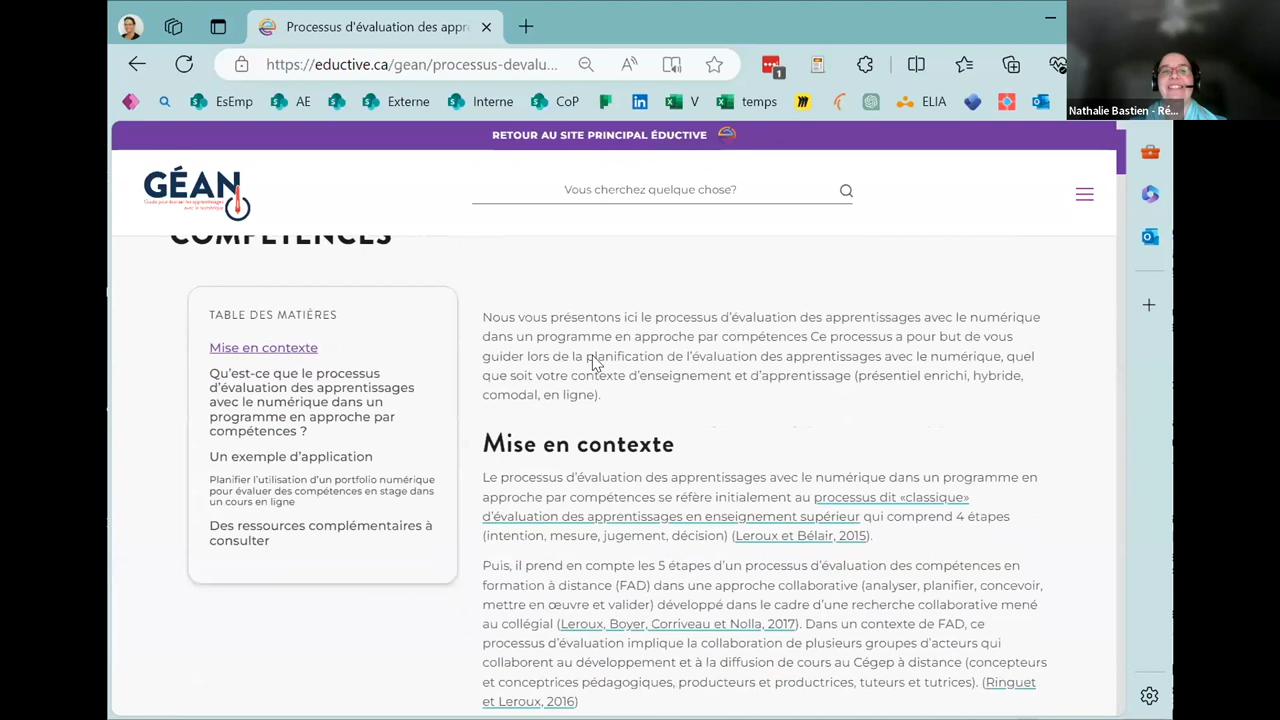 Processus d'évaluation des appr
https://eductive.ca/gean/processus-devalu...
1
EsEmp
AE
Externe
Interne
CoP
V
temps
ELIA
Nathalie Bastien - Ré...
RETOUR AU SITE PRINCIPAL ÉDUCTIVE
GÉAN
Guide pour évaluer les apprentissages
avec le numérique
Vous cherchez quelque chose?
COMPÉTENCES
TABLE DES MATIÈRES
Mise en contexte
Qu'est-ce que le processus
d'évaluation des apprentissages
avec le numérique dans un
programme en approche par
compétences ?
Un exemple d'application
Planifier l'utilisation d'un portfolio numérique
pour évaluer des compétences en stage dans
un cours en ligne
Des ressources complémentaires à
consulter
Nous vous présentons ici le processus d'évaluation des apprentissages avec le numérique
dans un programme en approche par compétences Ce processus a pour but de vous
guider lors de la planification de l'évaluation des apprentissages avec le numérique, quel
que soit votre contexte d'enseignement et d'apprentissage (présentiel enrichi, hybride,
comodal, en ligne).
Mise en contexte
Le processus d'évaluation des apprentissages avec le numérique dans un programme en
approche par compétences se réfère initialement au processus dit «classique»
d'évaluation des apprentissages en enseignement supérieur qui comprend 4 étapes
(intention, mesure, jugement, décision) (Leroux et Bélair, 2015).
Puis, il prend en compte les 5 étapes d'un processus d'évaluation des compétences en
formation à distance (FAD) dans une approche collaborative (analyser, planifier, concevoir,
mettre en œuvre et valider) développé dans le cadre d'une recherche collaborative mené
au collégial (Leroux, Boyer, Corriveau et Nolla, 2017). Dans un contexte de FAD, ce
processus d'évaluation implique la collaboration de plusieurs groupes d'acteurs qui
collaborent au développement et à la diffusion de cours au Cégep à distance (concepteurs
et conceptrices pédagogiques, producteurs et productrices, tuteurs et tutrices). (Ringuet
et Leroux, 2016)